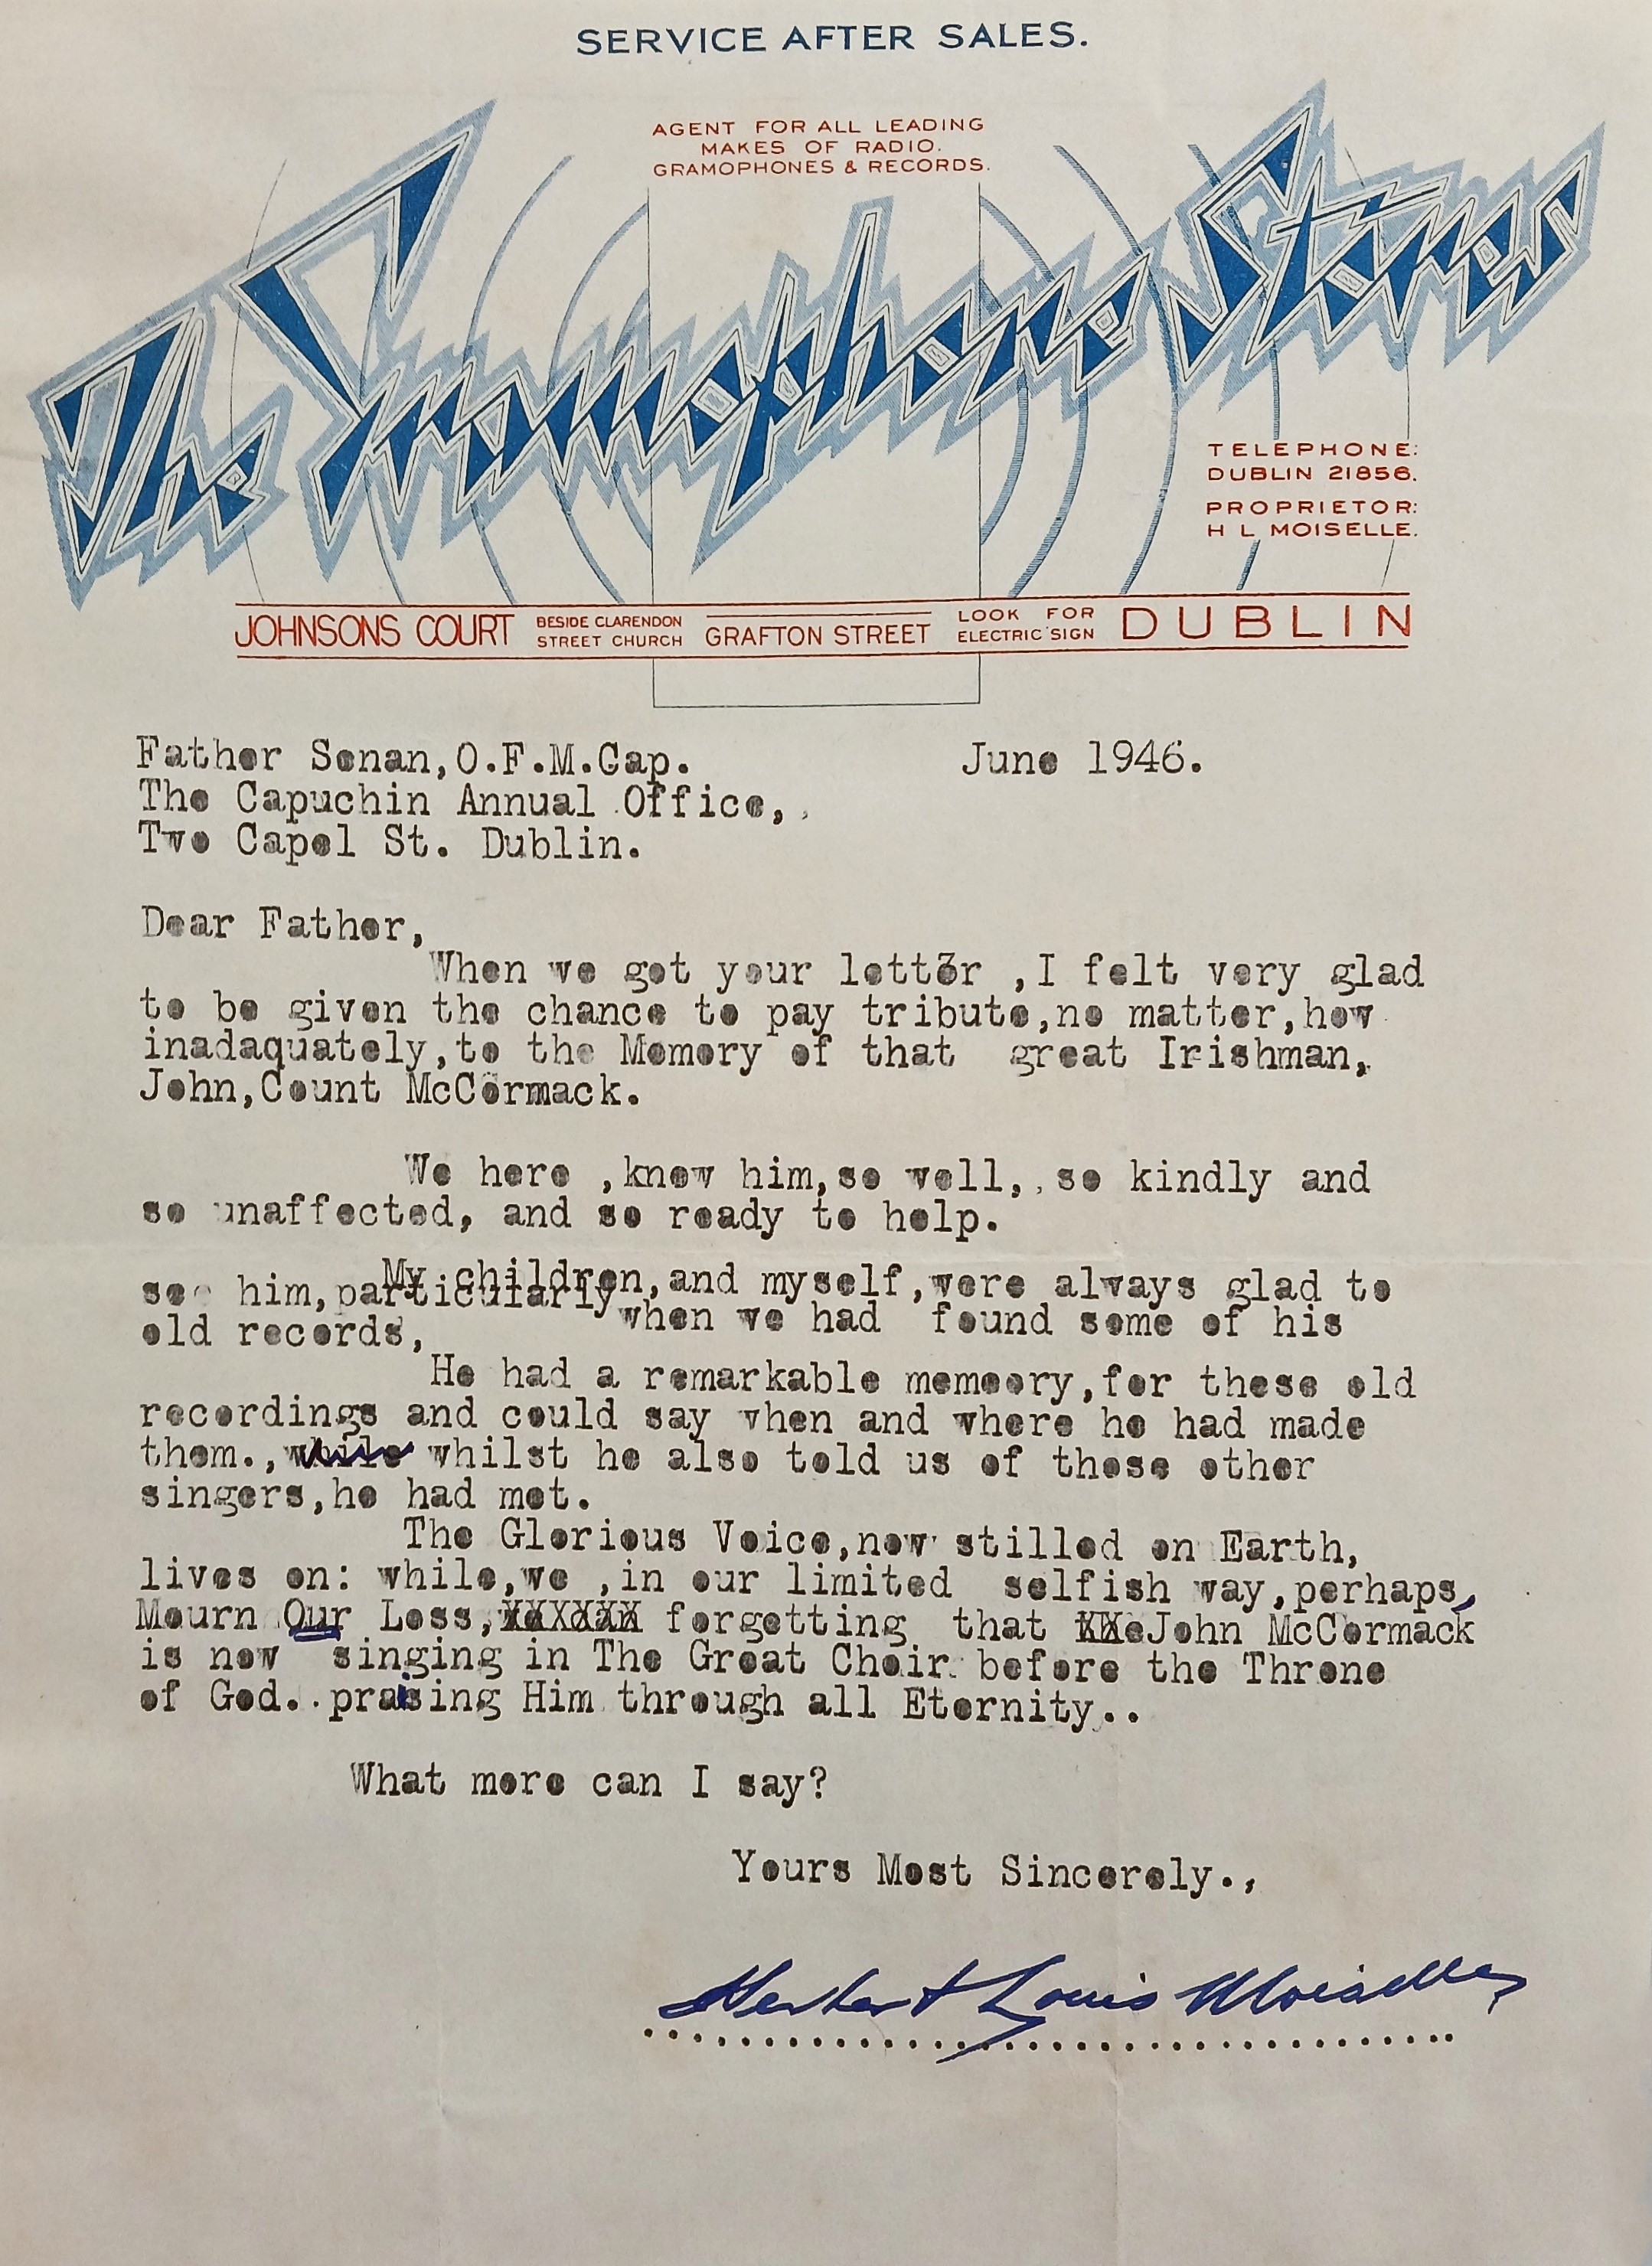 SERVICE AFTER SALES.
AGENT FOR ALL LEADING
MAKES OF RADIO.
GRAMOPHONES & RECORDS.
The Gramophone Stores
TELEPHONE:
DUBLIN 21856.
PROPRIETOR:
H L MOISELLE.
JOHNSONS COURT BESIDE CLARENDON STREET CHURCH GRAFTON STREET LOOK FOR ELECTRIC SIGN DUBLIN
Father Senan,O.F.M.Cap. June 1946.
The Capuchin Annual Office,,
Two Capel St. Dublin.
Dear Father,
When we got your letter ,I felt very glad
to be given the chance to pay tribute,no matter,how
inadaquately,to the Memory of that great Irishman,
John,Count McCormack.
We here ,knew him,so well,,so kindly and
so unaffected, and so ready to help.
My children,and myself,were always glad to
see him,particularly when we had found some of his
old records,
He had a remarkable memeory,for these old
recordings and could say when and where he had made
them.,while whilst he also told us of those other
singers,he had met.
The Glorious Voice,now stilled on Earth,
lives on: while,we ,in our limited selfish way,perhaps,
Mourn Our Loss, forgetting that John McCormack
is now singing in The Great Choir before the Throne
of God..praising Him through all Eternity..
What more can I say?
Yours Most Sincerely.,
Herbert Louis Moiselle